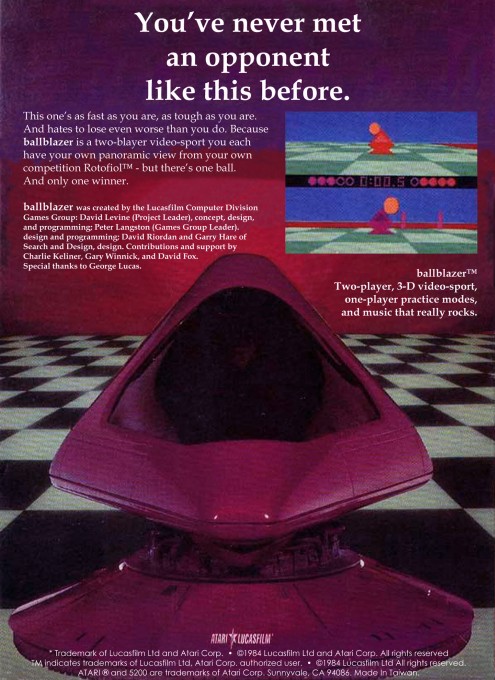 You've never met
an opponent
like this before.
This one's as fast as you are, as tough as you are.
And hates to lose even worse than you do. Because
ballblazer is a two-player video-sport you each
have your own panoramic view from your own
competition Rotofiol™ - but there's one ball.
And only one winner.
ballblazer was created by the Lucasfilm Computer Division
Games Group: David Levine (Project Leader), concept, design,
and programming; Peter Langston (Games Group Leader).
design and programming; David Riordan and Garry Hare of
Search and Design, design. Contributions and support by
Charlie Keliner, Gary Winnick, and David Fox.
Special thanks to George Lucas.
0:00.5
ballblazer™
Two-player, 3-D video-sport,
one-player practice modes,
and music that really rocks.
ATARI LUCASFILM
* Trademark of Lucasfilm Ltd and Atari Corp. • ©1984 Lucasfilm Ltd and Atari Corp. All rights reserved
TM indicates trademarks of Lucasfilm Ltd, Atari Corp. authorized user. • ©1984 Lucasfilm Ltd All rights reserved.
ATARI ® and 5200 are trademarks of Atari Corp. Sunnyvale, CA 94086. Made In Taiwan.